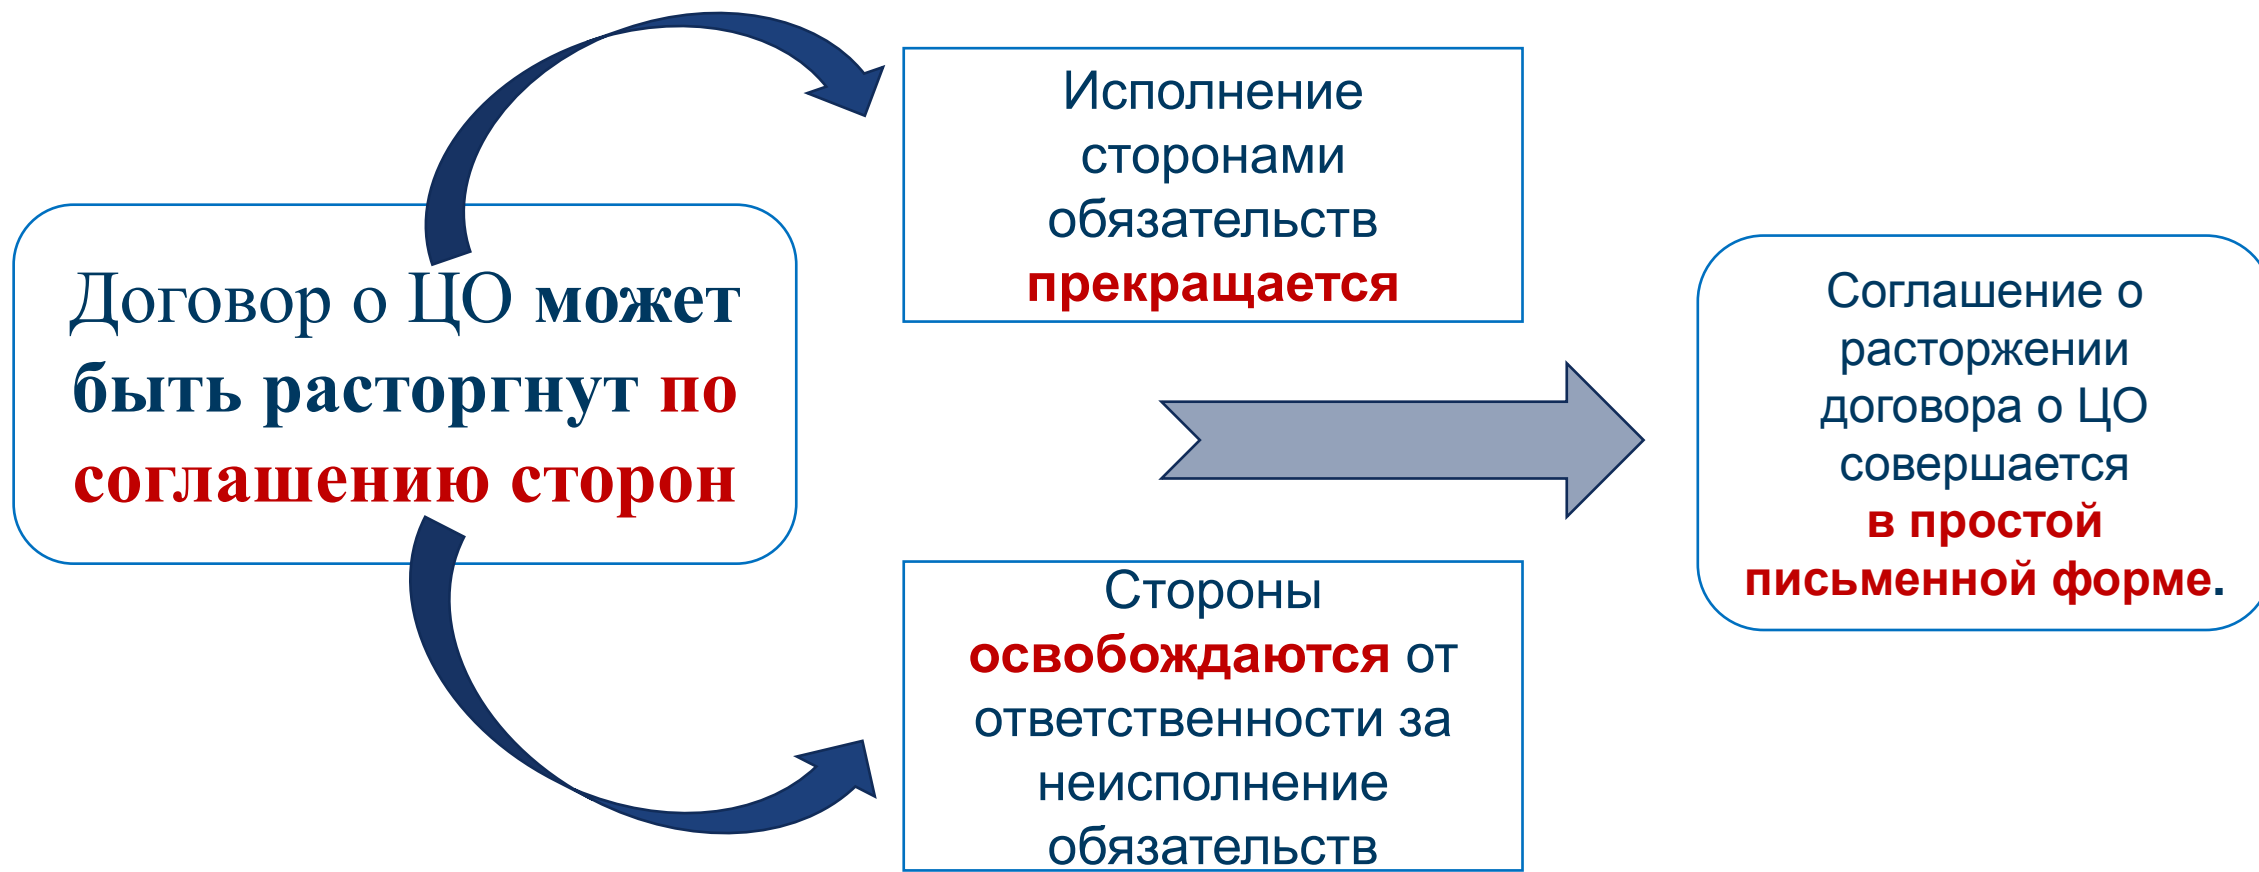 Договор о ЦО может
быть расторгнут по
соглашению сторон
Исполнение
сторонами
обязательств
прекращается
Стороны
освобождаются от
ответственности за
неисполнение
обязательств
Соглашение о
расторжении
договора о ЦО
совершается
в простой
письменной форме.